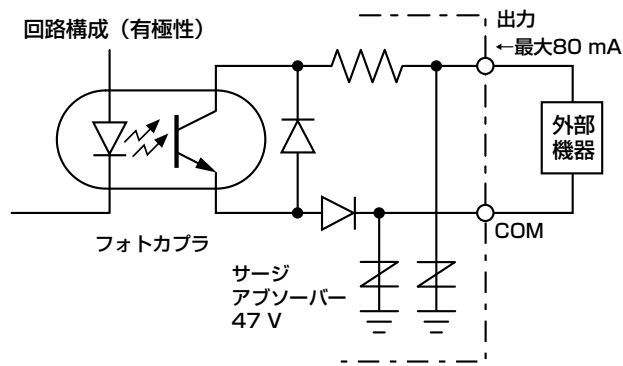 回路構成（有極性）
出力
←最大80 mA
外部
機器
COM
フォトカプラ
サージ
アブソーバー
47 V